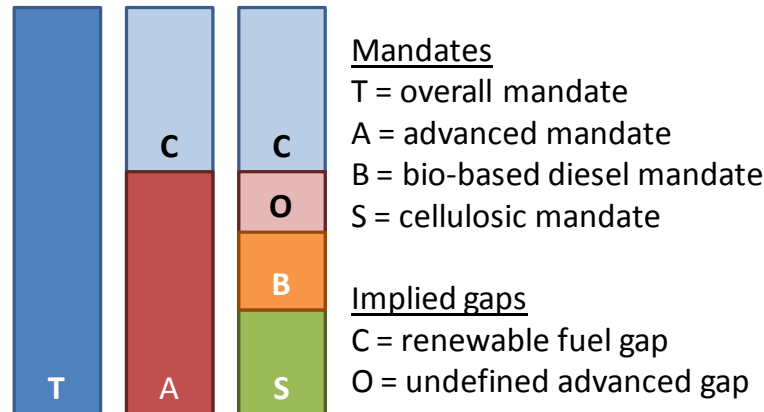 Mandates
T = overall mandate
A = advanced mandate
B = bio-based diesel mandate
S = cellulosic mandate
Implied gaps
C = renewable fuel gap
O = undefined advanced gap
C
C
O
B
T
A
S